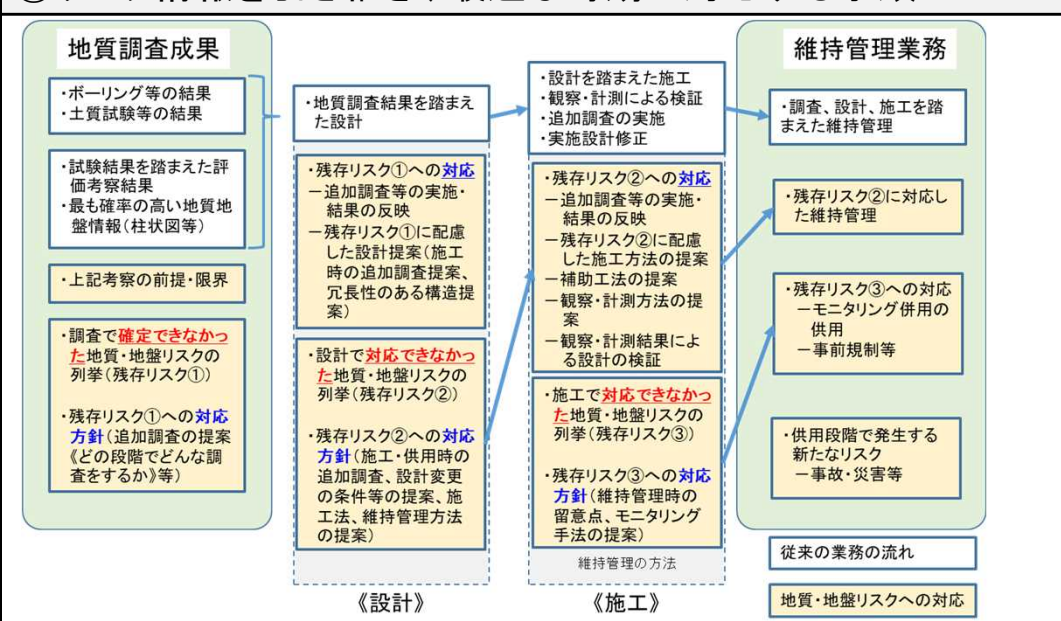 地質調査成果
・ボーリング等の結果
・土質試験等の結果
・試験結果を踏まえた評
価考察結果
・最も確率の高い地質地
盤情報(柱状図等)
・上記考察の前提・限界
・調査で確定できなかっ
た地質・地盤リスクの
列挙(残存リスク①)
・残存リスク①への対応
方針(追加調査の提案
《どの段階でどんな調
査をするか》等)
・地質調査結果を踏まえ
た設計
・残存リスク①への対応
－追加調査等の実施・
結果の反映
－残存リスク①に配慮
した設計提案(施工
時の追加調査提案、
冗長性のある構造提
案)
・設計で対応できなかっ
た地質・地盤リスクの
列挙(残存リスク②)
・残存リスク②への対応
方針(施工・供用時の
追加調査、設計変更
の条件等の提案、施
工法、維持管理方法
の提案)
《設計》
・設計を踏まえた施工
・観察・計測による検証
・追加調査の実施
・実施設計修正
・残存リスク②への対応
－追加調査等の実施・
結果の反映
－残存リスク②に配慮
した施工方法の提案
－補助工法の提案
－観察・計測方法の提
案
－観察・計測結果によ
る設計の検証
・施工で対応できなかっ
た地質・地盤リスクの
列挙(残存リスク③)
・残存リスク③への対応
方針(維持管理時の
留意点、モニタリング
手法の提案)
維持管理の方法
《施工》
維持管理業務
・調査、設計、施工を踏
まえた維持管理
・残存リスク②に対応し
た維持管理
・残存リスク③への対応
－モニタリング併用の
供用
－事前規制等
・供用段階で発生する
新たなリスク
－事故・災害等
従来の業務の流れ
地質・地盤リスクへの対応